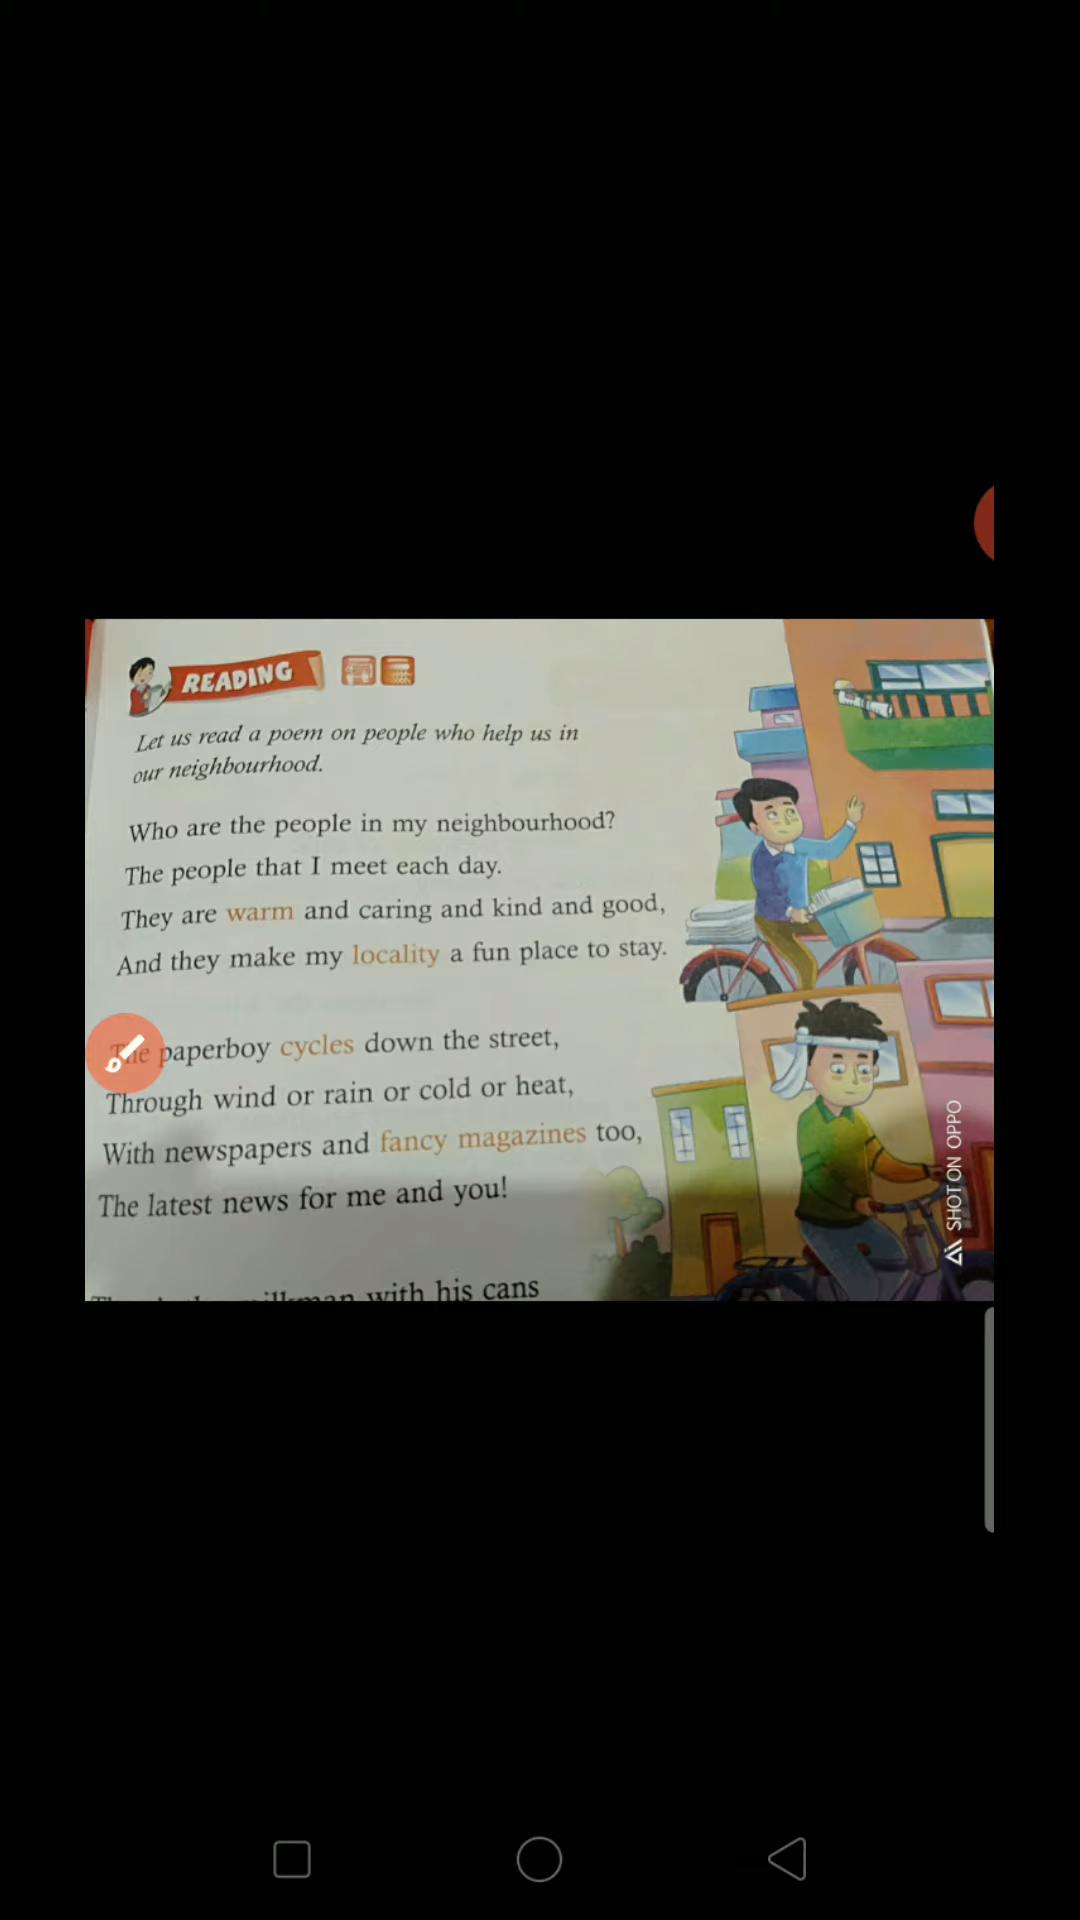 READING
Let us read a poem on people who help us in
our neighbourhood.
Who are the people in my neighbourhood?
The people that I meet each day.
They are warm and caring and kind and good,
And they make my locality a fun place to stay.
The paperboy cycles down the street,
Through wind or rain or cold or heat,
With newspapers and fancy magazines too,
The latest news for me and you!
with his cans
SHOT ON OPPO